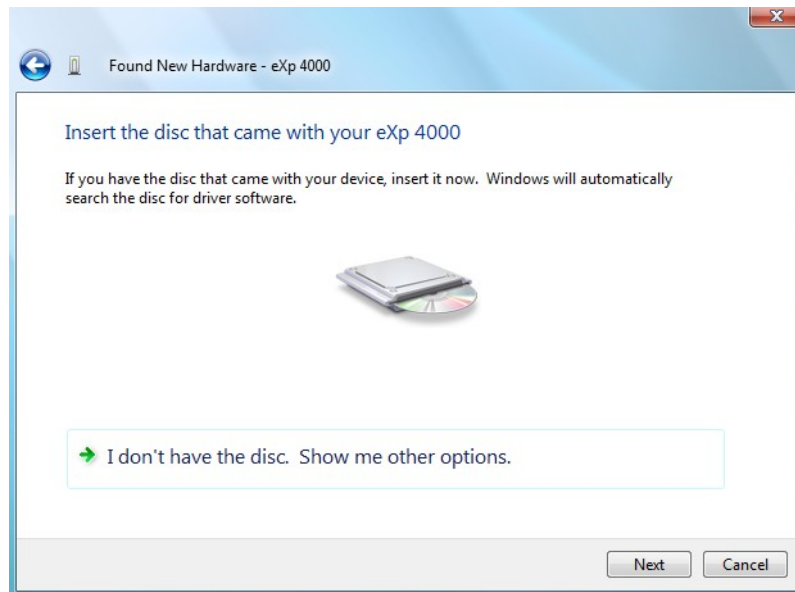 Found New Hardware - eXp 4000
Insert the disc that came with your eXp 4000
If you have the disc that came with your device, insert it now.  Windows will automatically
search the disc for driver software.
I don't have the disc.  Show me other options.
Next Cancel